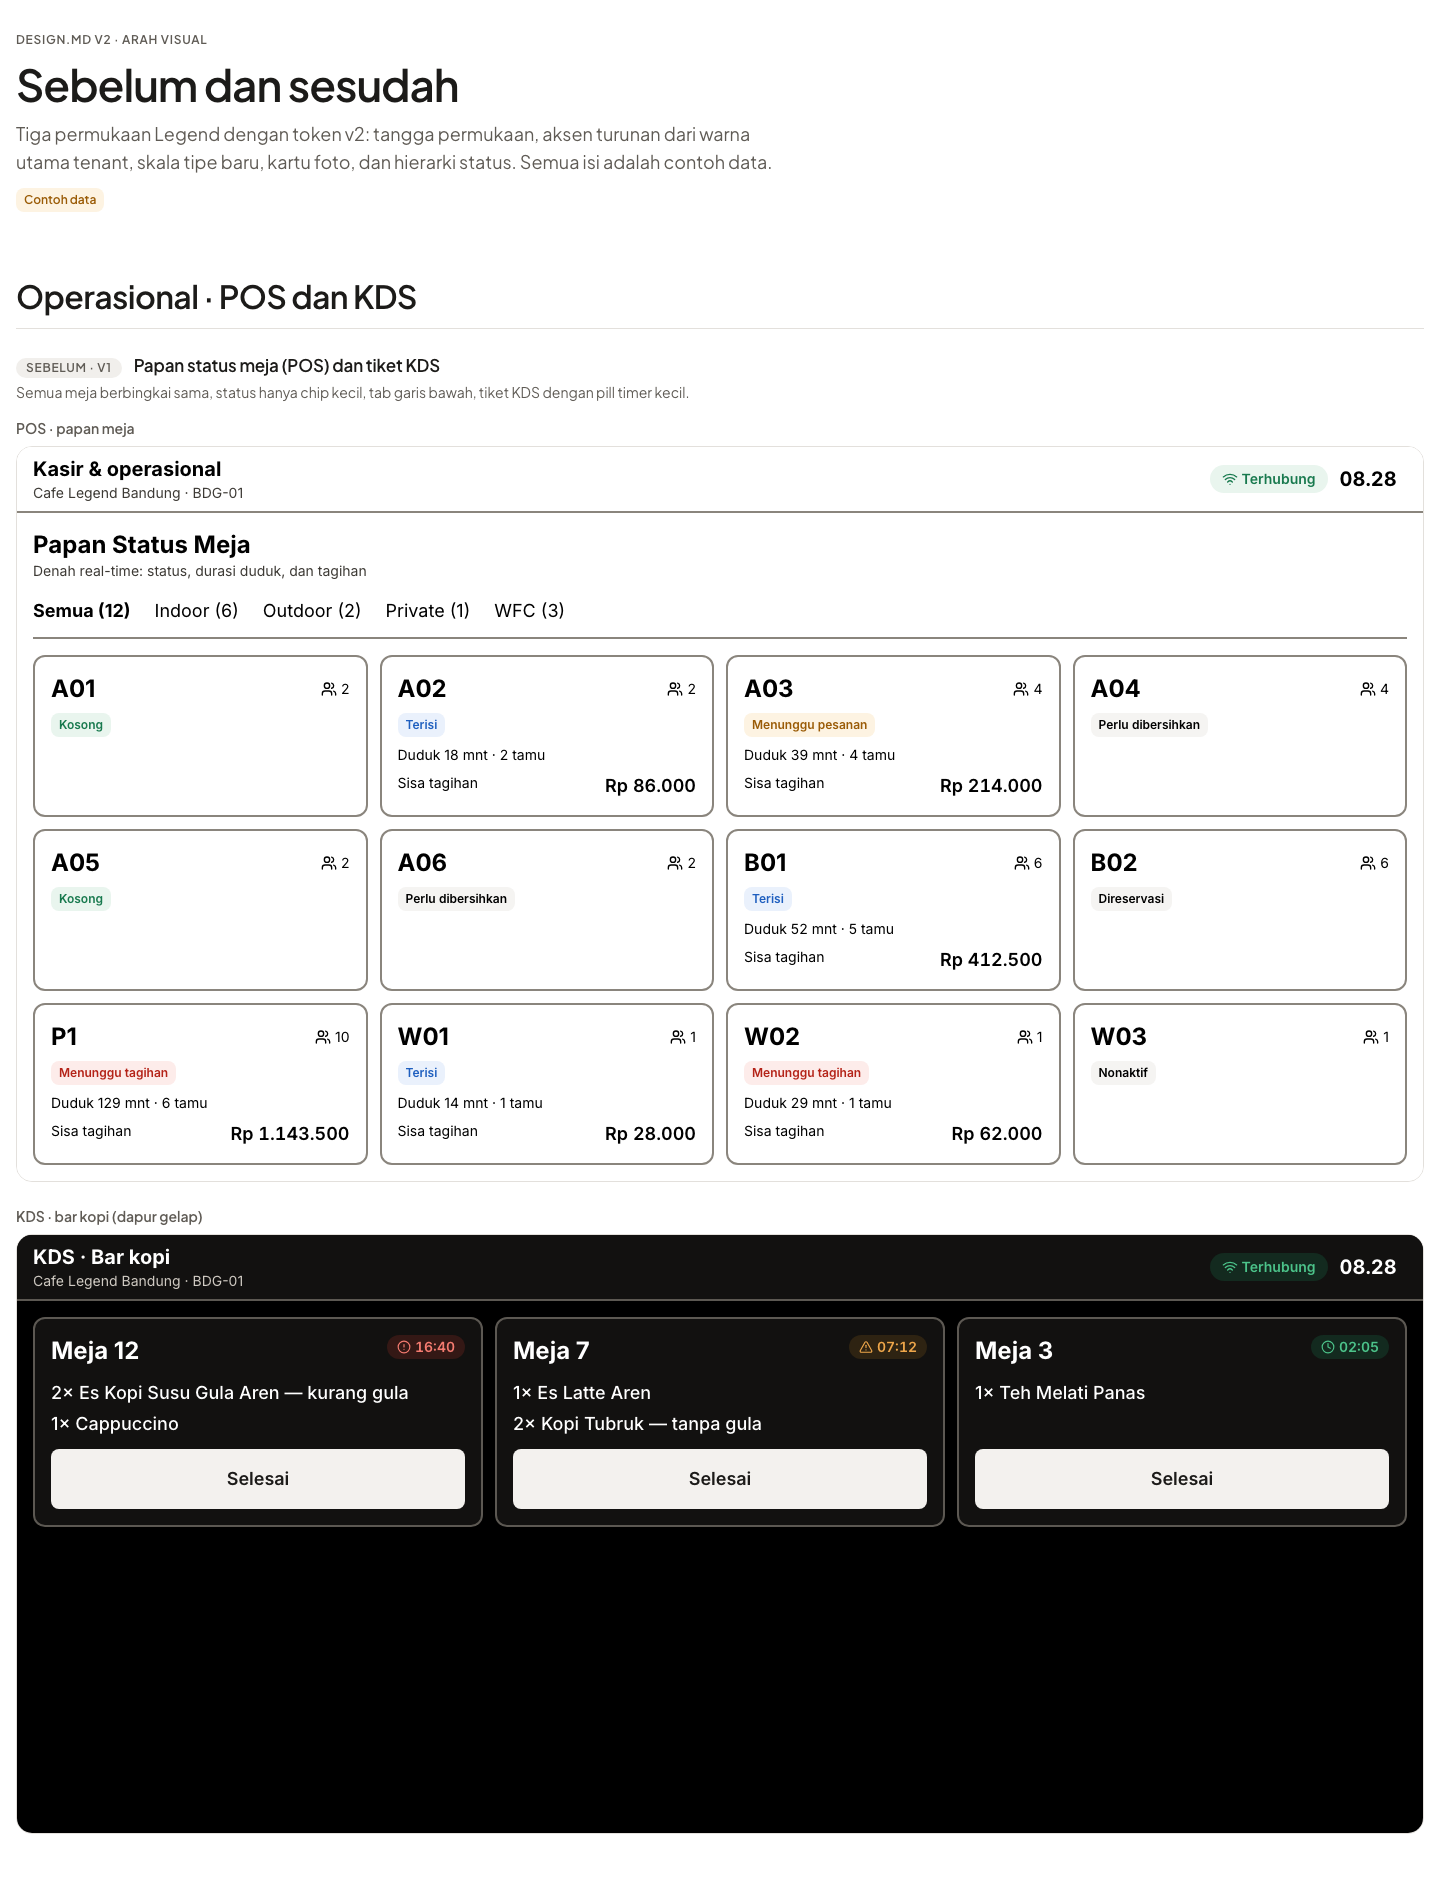 DESIGN.MD V2 · ARAH VISUAL
Sebelum dan sesudah
Tiga permukaan Legend dengan token v2: tangga permukaan, aksen turunan dari warna
utama tenant, skala tipe baru, kartu foto, dan hierarki status. Semua isi adalah contoh data.
Contoh data
Operasional · POS dan KDS
SEBELUM · V1 Papan status meja (POS) dan tiket KDS
Semua meja berbingkai sama, status hanya chip kecil, tab garis bawah, tiket KDS dengan pill timer kecil.
POS · papan meja
Kasir & operasional
Cafe Legend Bandung · BDG-01
Terhubung 08.28
Papan Status Meja
Denah real-time: status, durasi duduk, dan tagihan
Semua (12) Indoor (6) Outdoor (2) Private (1) WFC (3)
A01 2
Kosong
A02 2
Terisi
Duduk 18 mnt · 2 tamu
Sisa tagihan Rp 86.000
A03 4
Menunggu pesanan
Duduk 39 mnt · 4 tamu
Sisa tagihan Rp 214.000
A04 4
Perlu dibersihkan
A05 2
Kosong
A06 2
Perlu dibersihkan
B01 6
Terisi
Duduk 52 mnt · 5 tamu
Sisa tagihan Rp 412.500
B02 6
Direservasi
P1 10
Menunggu tagihan
Duduk 129 mnt · 6 tamu
Sisa tagihan Rp 1.143.500
W01 1
Terisi
Duduk 14 mnt · 1 tamu
Sisa tagihan Rp 28.000
W02 1
Menunggu tagihan
Duduk 29 mnt · 1 tamu
Sisa tagihan Rp 62.000
W03 1
Nonaktif
KDS · bar kopi (dapur gelap)
KDS · Bar kopi
Cafe Legend Bandung · BDG-01
Terhubung 08.28
Meja 12 16:40
2× Es Kopi Susu Gula Aren — kurang gula
1× Cappuccino
Selesai
Meja 7 07:12
1× Es Latte Aren
2× Kopi Tubruk — tanpa gula
Selesai
Meja 3 02:05
1× Teh Melati Panas
Selesai